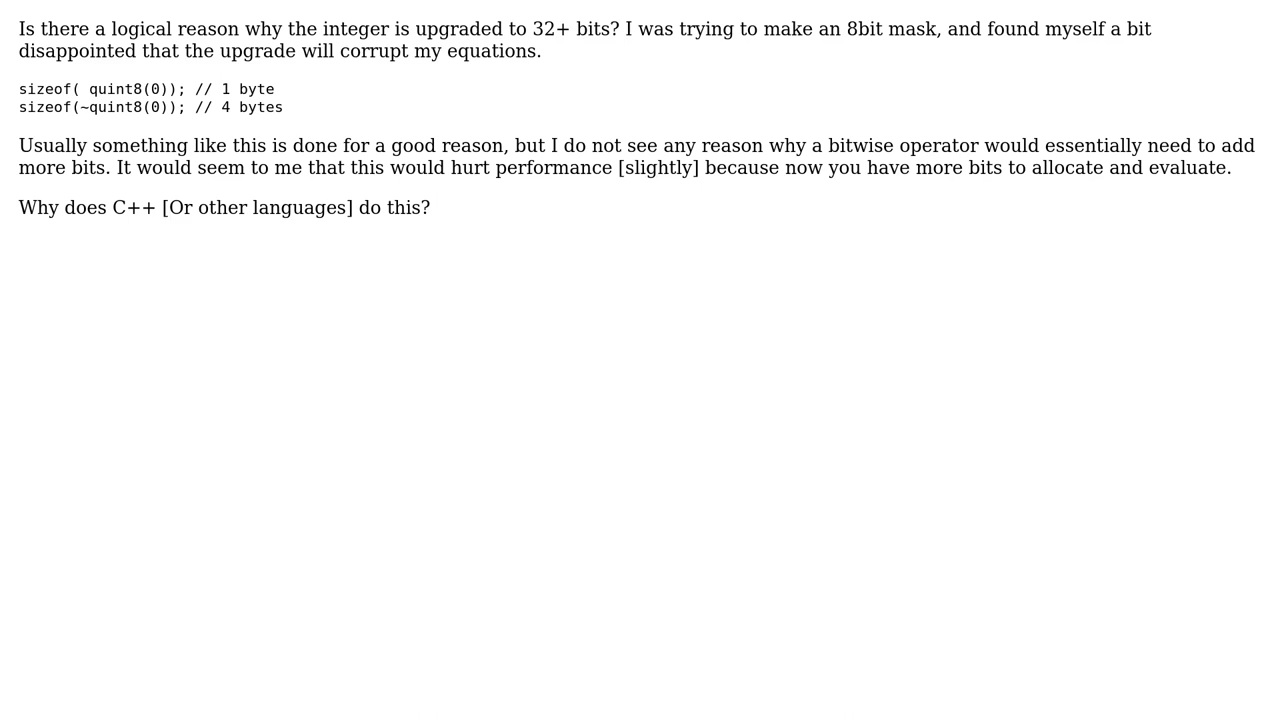 Is there a logical reason why the integer is upgraded to 32+ bits? I was trying to make an 8bit mask, and found myself a bit
disappointed that the upgrade will corrupt my equations.
sizeof( quint8(0)); // 1 byte
sizeof(~quint8(0)); // 4 bytes
Usually something like this is done for a good reason, but I do not see any reason why a bitwise operator would essentially need to add
more bits. It would seem to me that this would hurt performance [slightly] because now you have more bits to allocate and evaluate.
Why does C++ [Or other languages] do this?